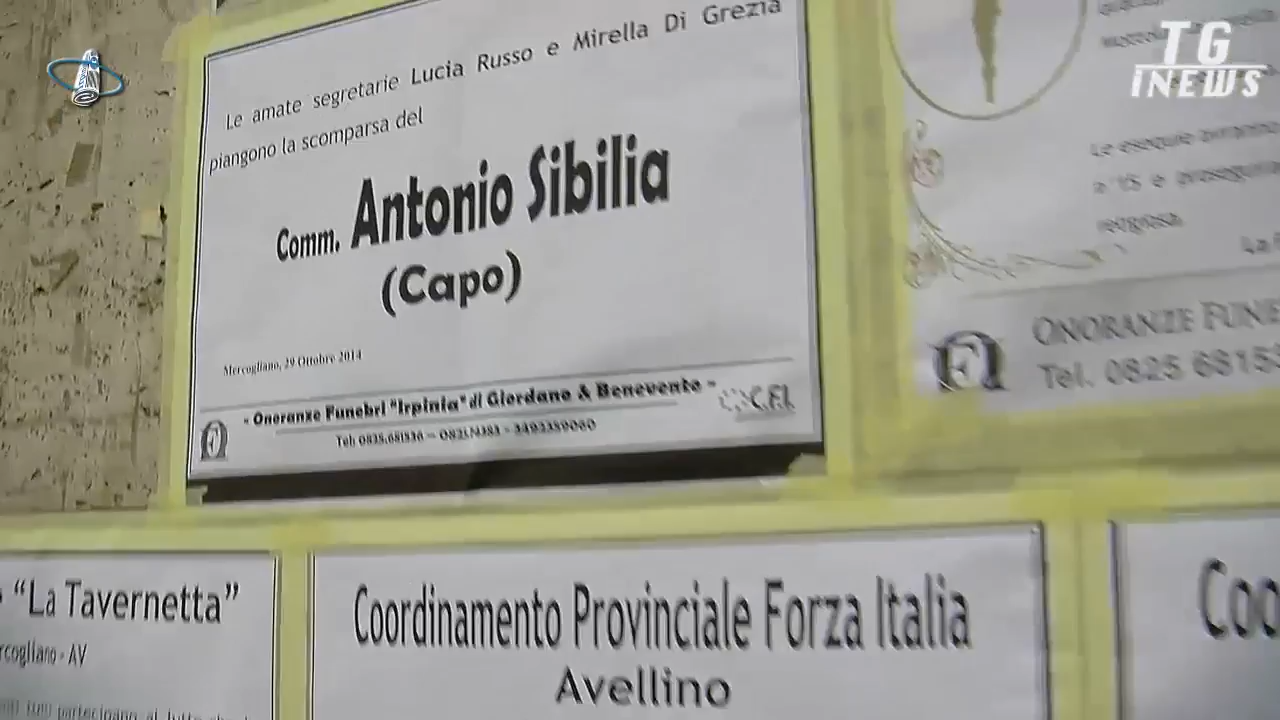 TG
iNEWS
Le amate segretarie Lucia Russo e Mirella Di Grezia
piangono la scomparsa del
Comm. Antonio Sibilia
(Capo)
Mercogliano, 29 Ottobre 2014
- Onoranze Funebri "Irpinia" di Giordano & Benevento -
C.F.I.
Le esequie avranno
religiosa.
ONORANZE FUNE
Tel. 0825 6815
"La Tavernetta"
rcogliano - AV
Coordinamento Provinciale Forza Italia
Avellino
Coo